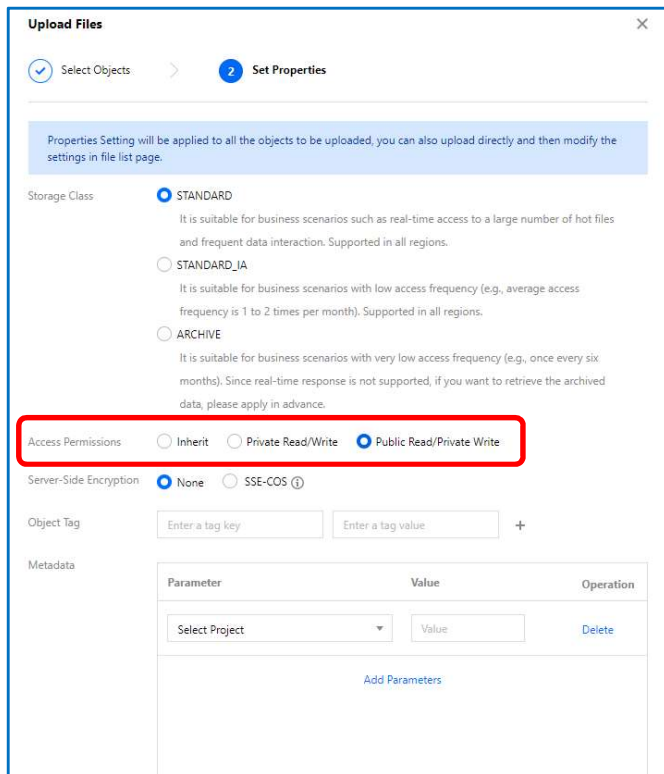 Upload Files
Select Objects
2 Set Properties
Properties Setting will be applied to all the objects to be uploaded, you can also upload directly and then modify the
settings in file list page.
Storage Class
STANDARD
It is suitable for business scenarios such as real-time access to a large number of hot files
and frequent data interaction. Supported in all regions.
STANDARD_IA
It is suitable for business scenarios with low access frequency (e.g., average access
frequency is 1 to 2 times per month). Supported in all regions.
ARCHIVE
It is suitable for business scenarios with very low access frequency (e.g., once every six
months). Since real-time response is not supported, if you want to retrieve the archived
data, please apply in advance.
Access Permissions Inherit Private Read/Write Public Read/Private Write
Server-Side Encryption None SSE-COS
Object Tag Enter a tag key Enter a tag value +
Metadata
Parameter Value Operation
Select Project Value Delete
Add Parameters